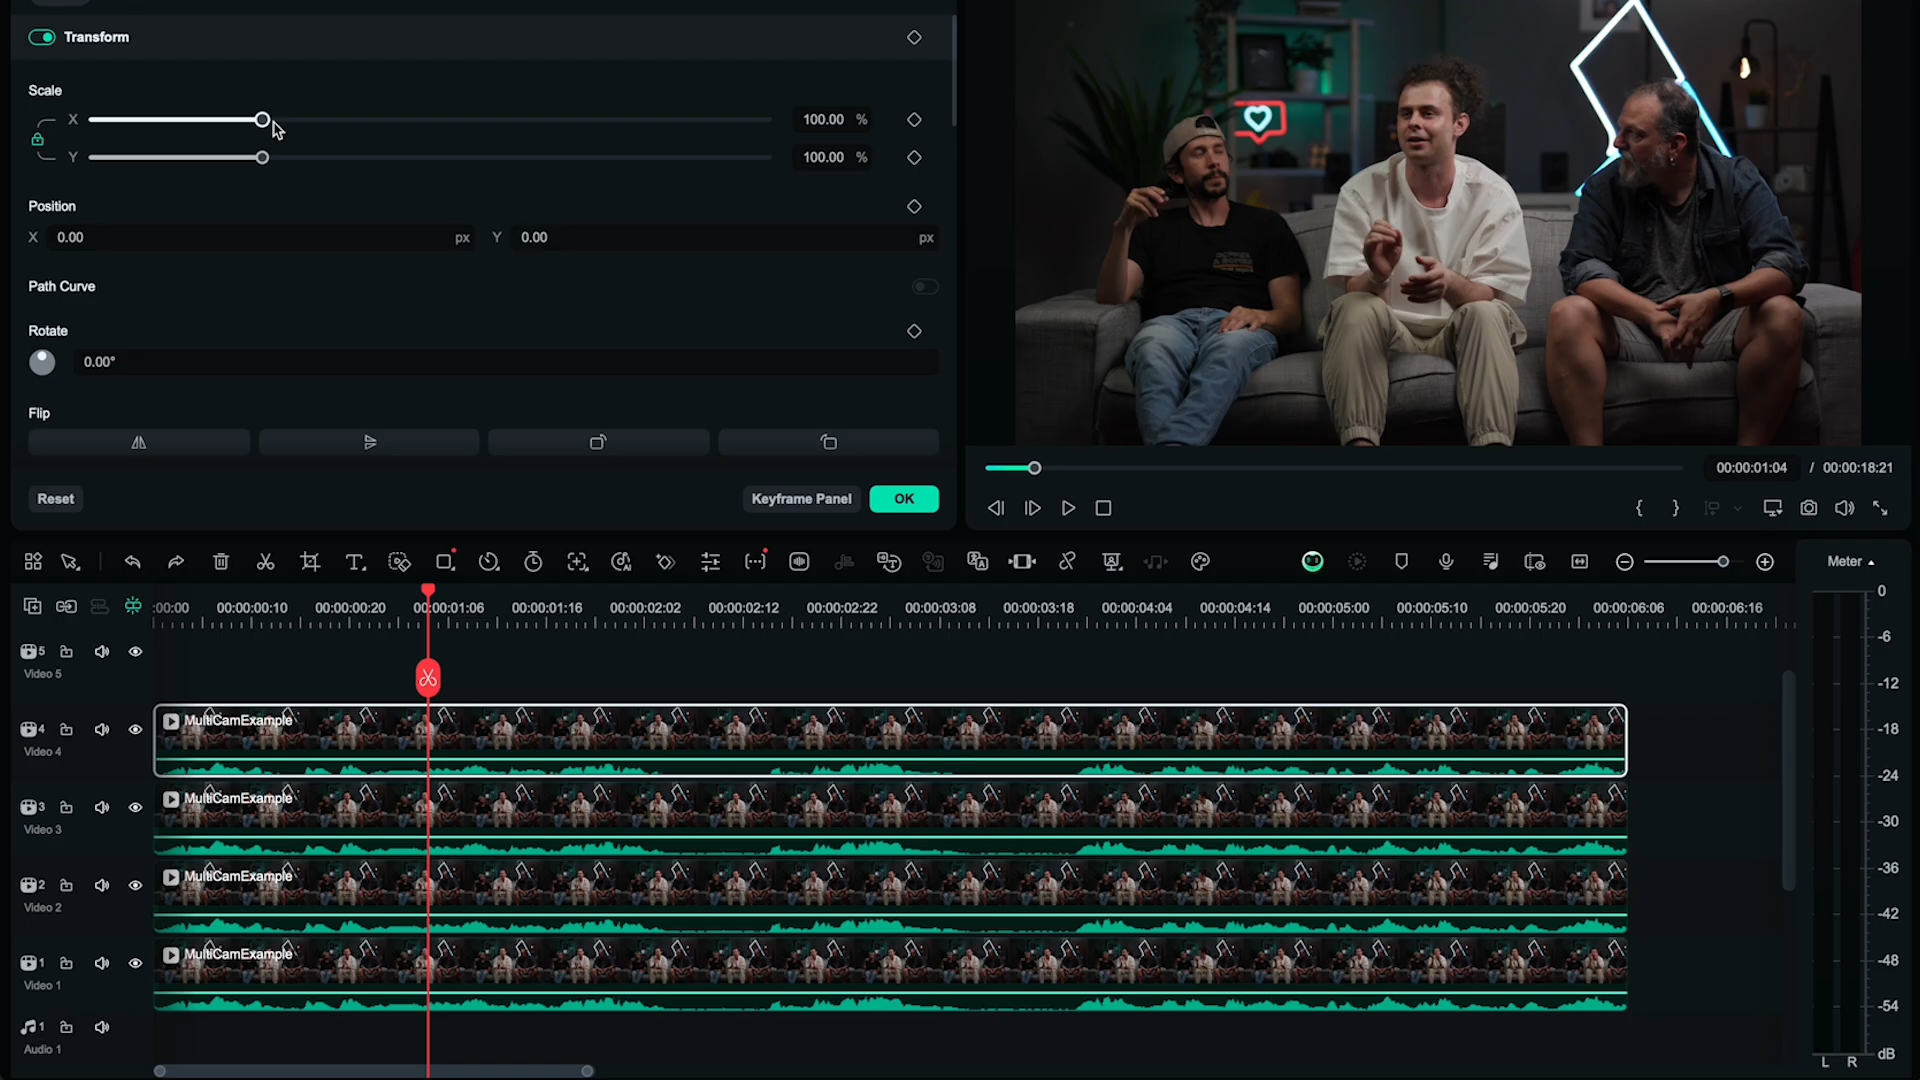 Transform
Scale
X 100.00 %
Y 100.00 %
Position
X 0.00 px Y 0.00 px
Path Curve
Rotate
0.00°
Flip
Reset Keyframe Panel OK
00:00:01:04 / 00:00:18:21
Meter
:00:00 00:00:00:10 00:00:00:20 00:00:01:06 00:00:01:16 00:00:02:02 00:00:02:12 00:00:02:22 00:00:03:08 00:00:03:18 00:00:04:04 00:00:04:14 00:00:05:00 00:00:05:10 00:00:05:20 00:00:06:06 00:00:06:16
5
Video 5
4 MultiCamExample
Video 4
3 MultiCamExample
Video 3
2 MultiCamExample
Video 2
1 MultiCamExample
Video 1
1
Audio 1
0
-6
-12
-18
-24
-30
-36
-42
-48
-54
dB
L R